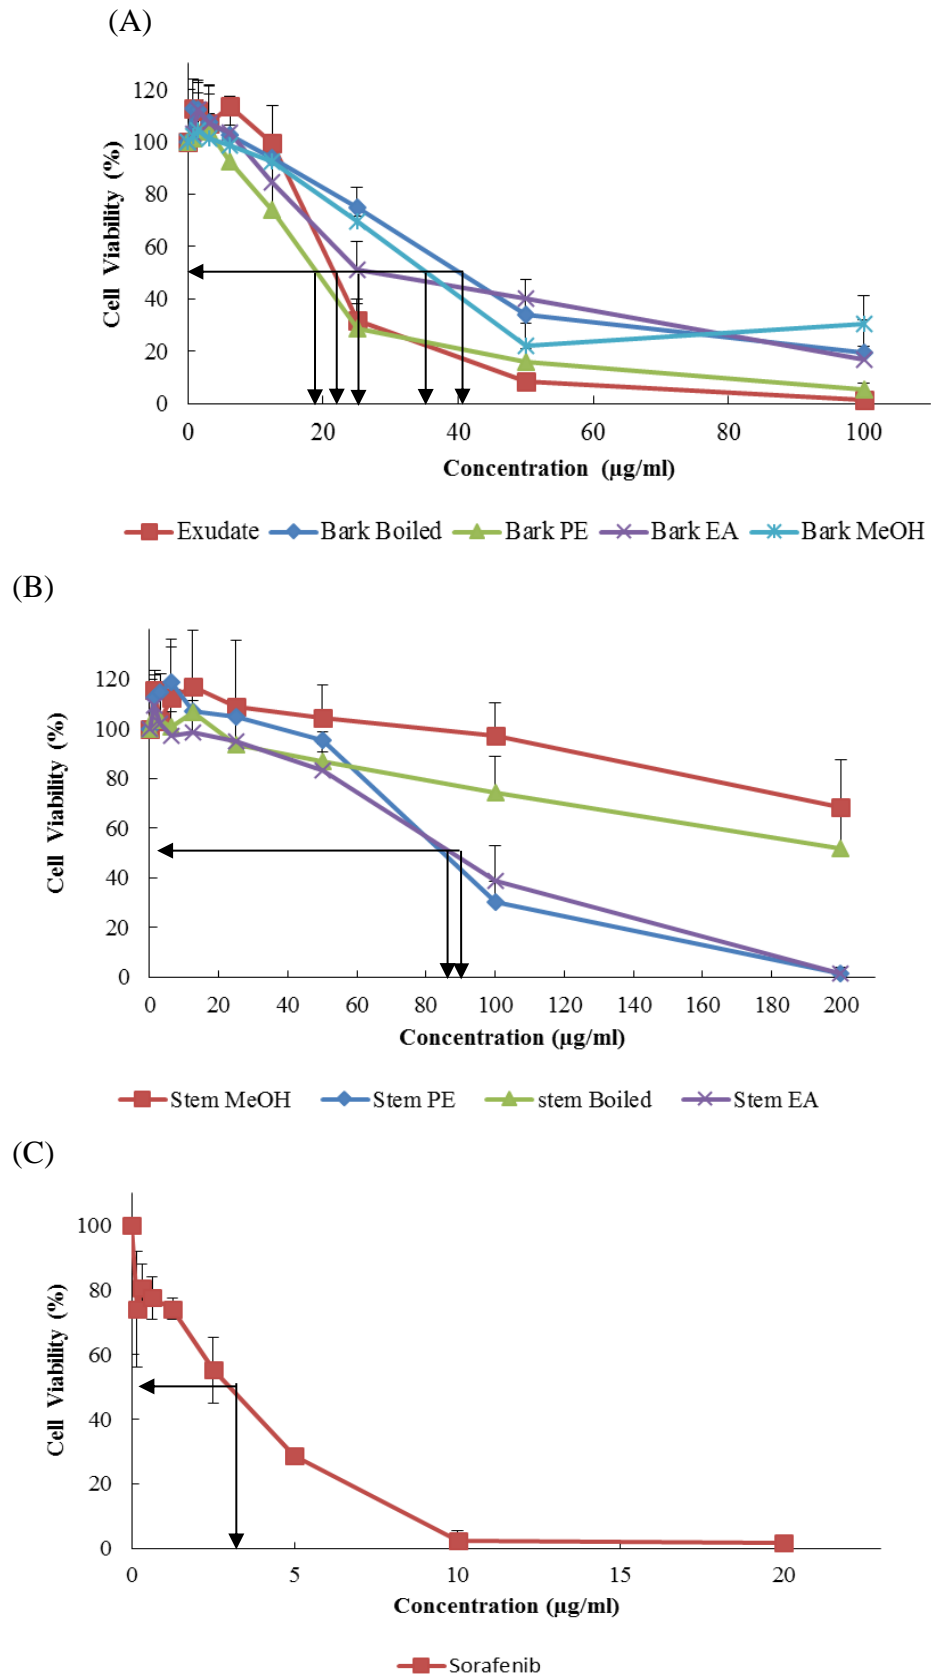 (A)
120
100
80
60
40
20
0
Cell Viability (%)
0 20 40 60 80 100
Concentration (µg/ml)
Exudate Bark Boiled Bark PE Bark EA Bark MeOH
(B)
120
100
80
60
40
20
0
Cell Viability (%)
0 20 40 60 80 100 120 140 160 180 200
Concentration (µg/ml)
Stem MeOH Stem PE stem Boiled Stem EA
(C)
100
80
60
40
20
0
Cell Viability (%)
0 5 10 15 20
Concentration (µg/ml)
Sorafenib